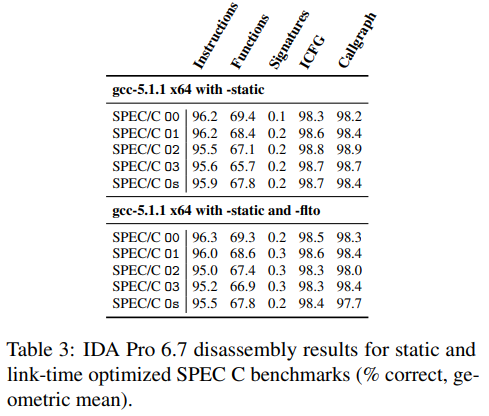 Instructions Functions Signatures ICFG Callgraph
gcc-5.1.1 x64 with -static
SPEC/C O0 96.2 69.4 0.1 98.3 98.2
SPEC/C O1 96.2 68.4 0.2 98.6 98.4
SPEC/C O2 95.5 67.1 0.2 98.8 98.9
SPEC/C O3 95.6 65.7 0.2 98.7 98.7
SPEC/C Os 95.9 67.8 0.2 98.7 98.4
gcc-5.1.1 x64 with -static and -flto
SPEC/C O0 96.3 69.3 0.2 98.5 98.3
SPEC/C O1 96.0 68.6 0.3 98.6 98.4
SPEC/C O2 95.0 67.4 0.3 98.3 98.0
SPEC/C O3 95.2 66.9 0.3 98.3 98.4
SPEC/C Os 95.5 67.8 0.2 98.4 97.7
Table 3: IDA Pro 6.7 disassembly results for static and
link-time optimized SPEC C benchmarks (% correct, ge-
ometric mean).